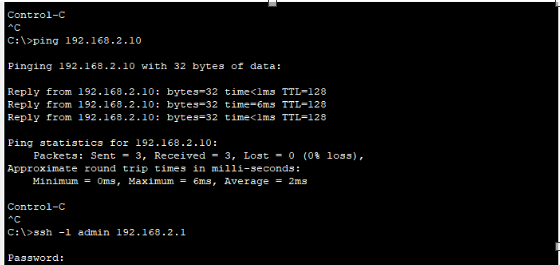 Control-C
^C
C:\>ping 192.168.2.10
Pinging 192.168.2.10 with 32 bytes of data:
Reply from 192.168.2.10: bytes=32 time<1ms TTL=128
Reply from 192.168.2.10: bytes=32 time=6ms TTL=128
Reply from 192.168.2.10: bytes=32 time<1ms TTL=128
Ping statistics for 192.168.2.10:
Packets: Sent = 3, Received = 3, Lost = 0 (0% loss),
Approximate round trip times in milli-seconds:
Minimum = 0ms, Maximum = 6ms, Average = 2ms
Control-C
^C
C:\>ssh -l admin 192.168.2.1
Password: